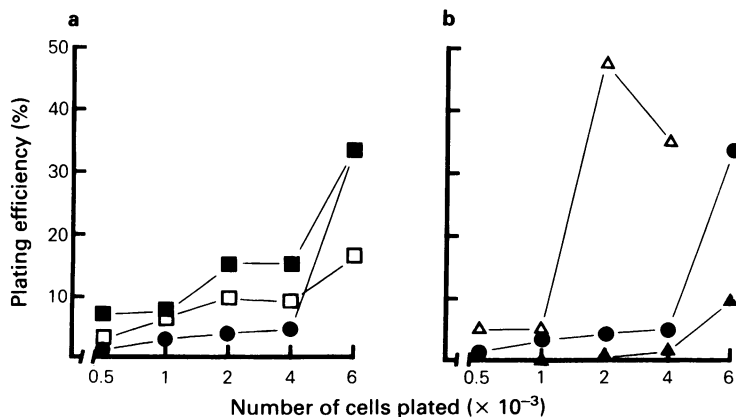 a
b
Plating efficiency (%)
50
40
30
20
10
0.5 1 2 4 6
0.5 1 2 4 6
Number of cells plated (× 10⁻³)